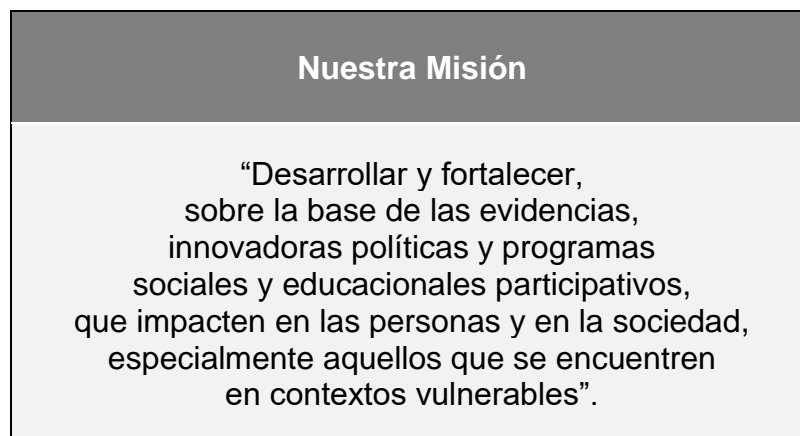 Nuestra Misión
“Desarrollar y fortalecer,
sobre la base de las evidencias,
innovadoras políticas y programas
sociales y educacionales participativos,
que impacten en las personas y en la sociedad,
especialmente aquellos que se encuentren
en contextos vulnerables”.